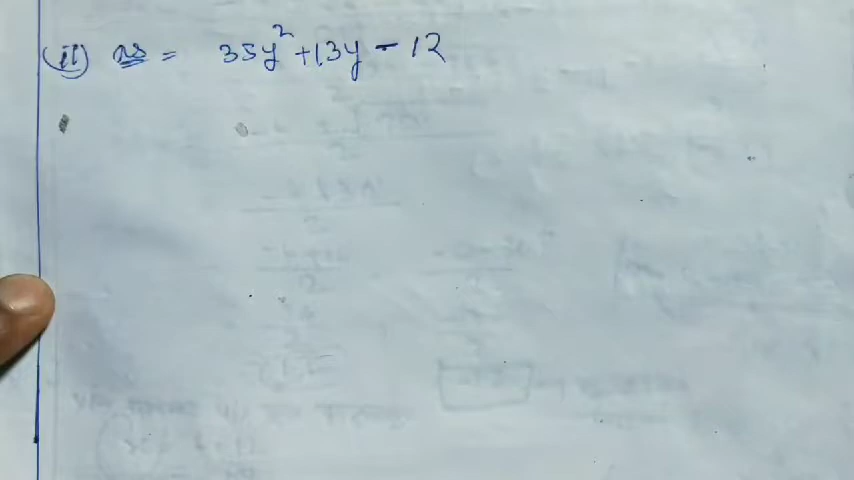 (ii) = 35y² + 13y - 12